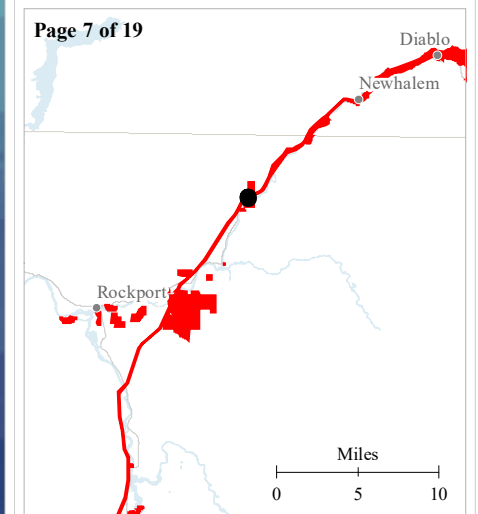 Page 7 of 19
Diablo
Newhalem
Rockport
Miles
0 5 10